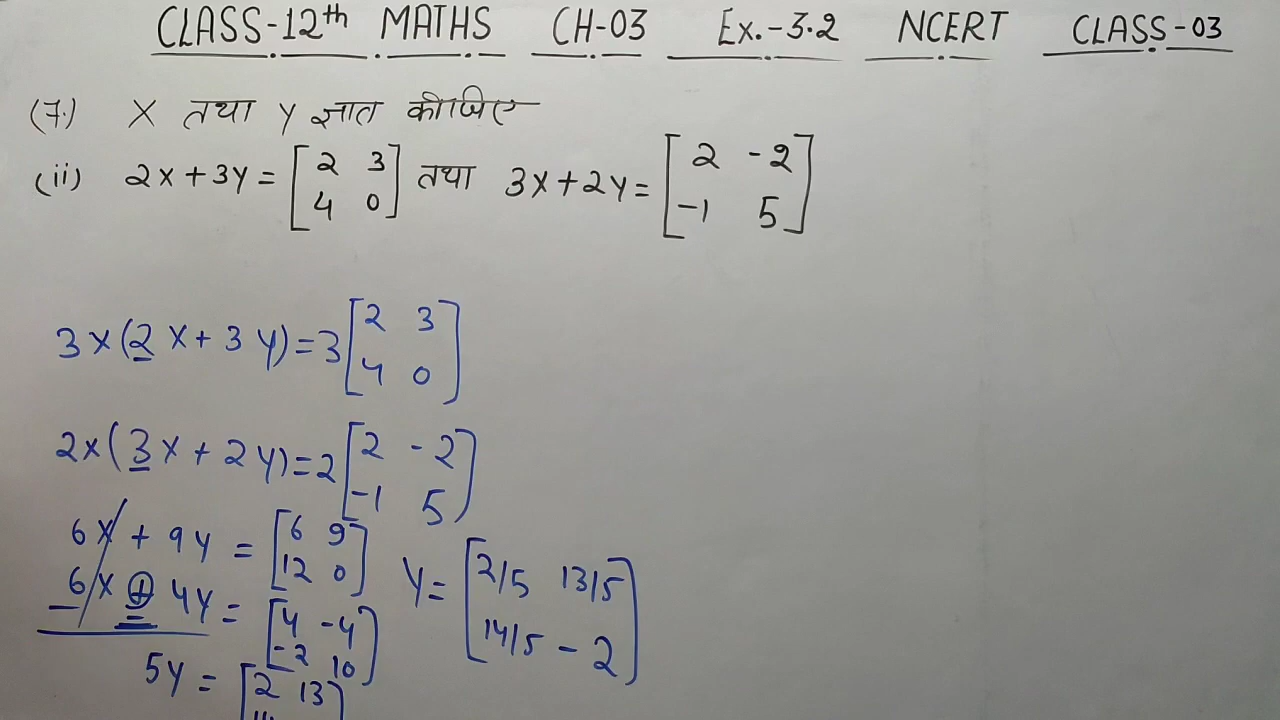 CLASS-12th MATHS CH-03 Ex.-3.2 NCERT CLASS-03
(7.) X तथा Y ज्ञात कीजिए
(ii) 2X+3Y = [2 3 तथा 3X+2Y = [2 -2
4 0] -1 5]
3×(2X+3Y)=3[2 3
4 0]
2×(3X+2Y)=2[2 -2
-1 5]
6X + 9Y = [6 9
12 0]
6X + 4Y = [4 -4
-2 10]
5Y = [2 13]
Y = [2/5 13/5
14/5 -2]